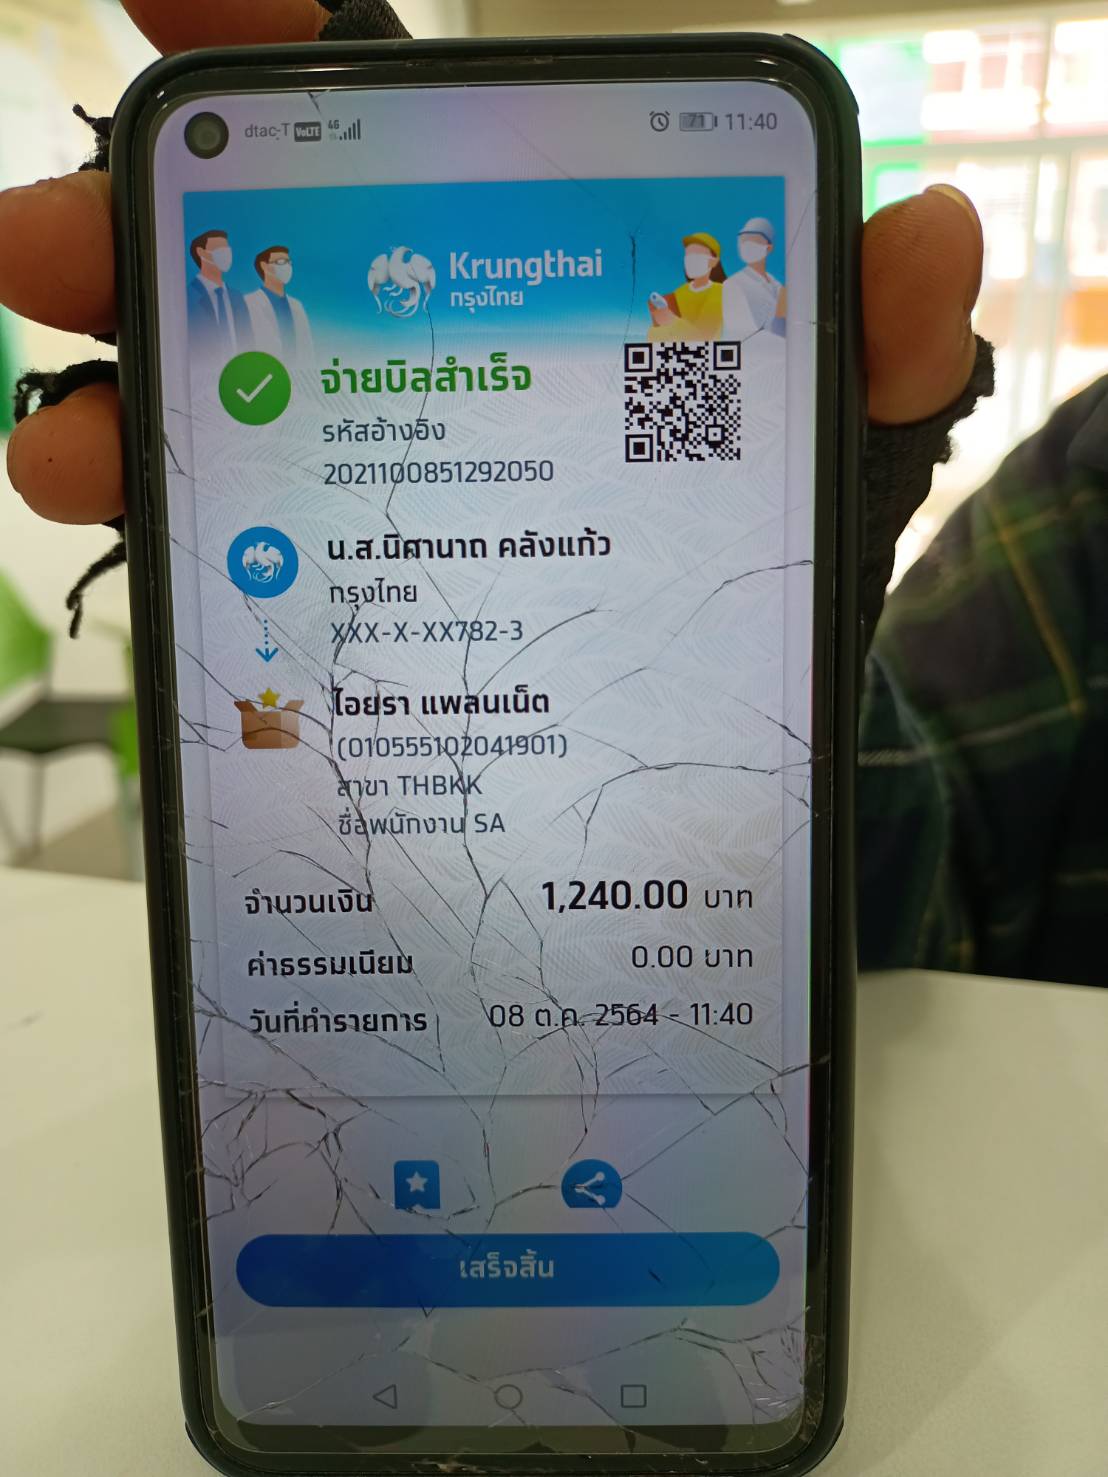 dtac-T VoLTE 4G
71 11:40
Krungthai
กรุงไทย
จ่ายบิลสำเร็จ
รหัสอ้างอิง
2021100851292050
น.ส.นิศานาถ คลังแก้ว
กรุงไทย
XXX-X-XX782-3
ไอยรา แพลนเน็ต
(010555102041901)
สาขา THBKK
ชื่อพนักงาน SA
จำนวนเงิน 1,240.00 บาท
ค่าธรรมเนียม 0.00 บาท
วันที่ทำรายการ 08 ต.ค. 2564 - 11:40
เสร็จสิ้น